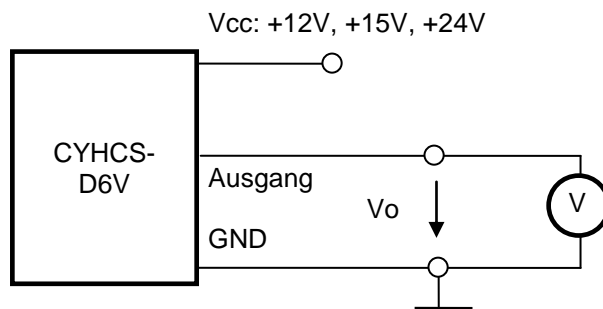 Vcc: +12V, +15V, +24V
CYHCS-
D6V
Ausgang
Vo
V
GND